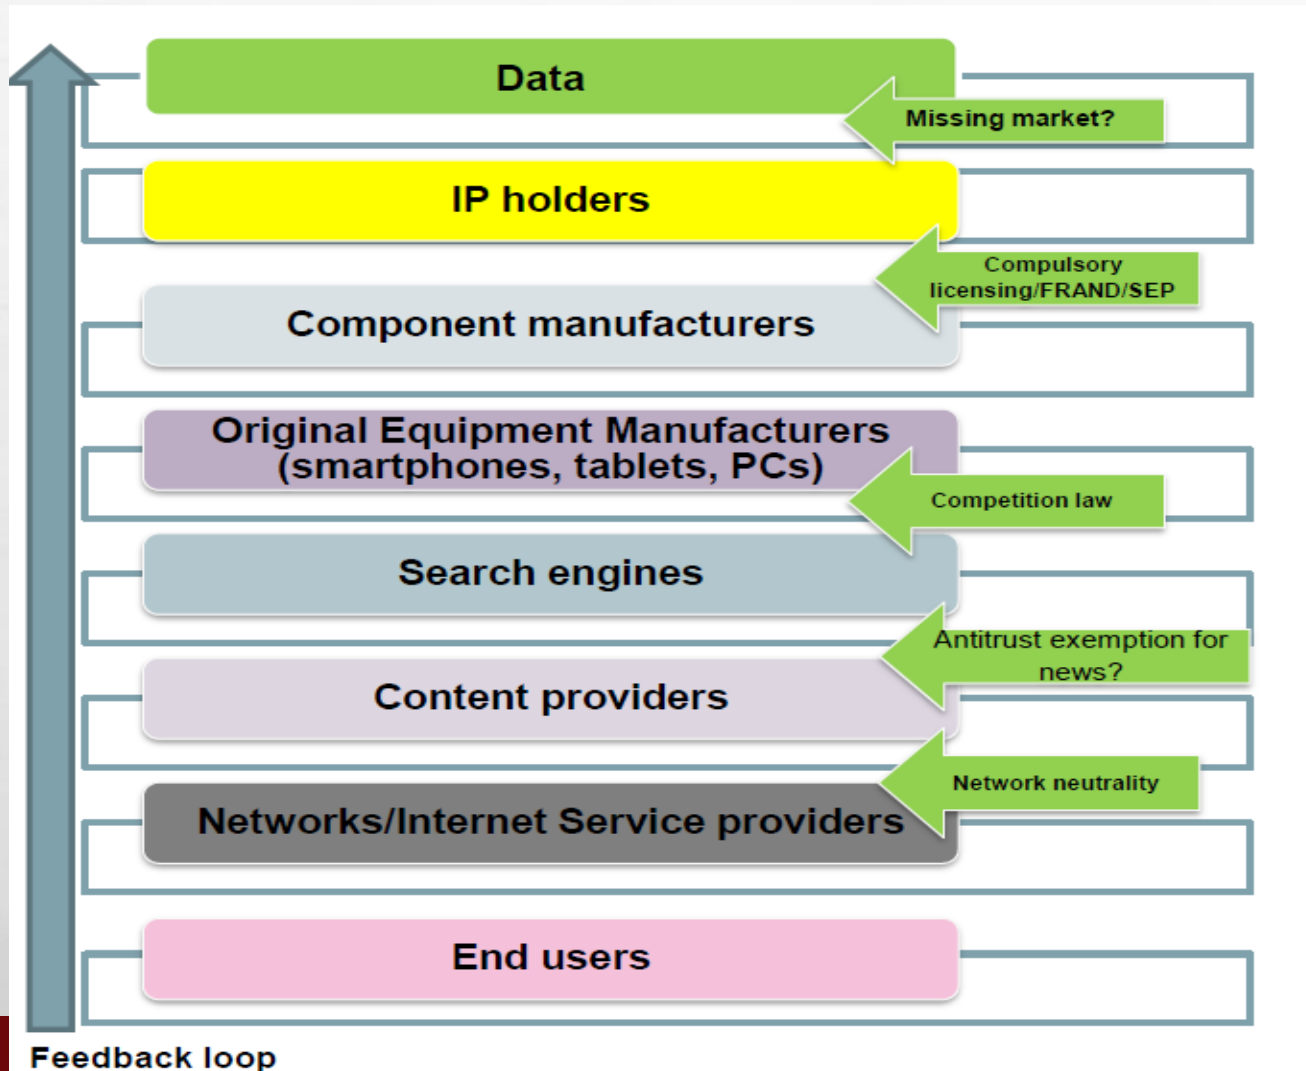 Data
Missing market?
IP holders
Compulsory
licensing/FRAND/SEP
Component manufacturers
Original Equipment Manufacturers
(smartphones, tablets, PCs)
Competition law
Search engines
Antitrust exemption for
news?
Content providers
Network neutrality
Networks/Internet Service providers
End users
Feedback loop